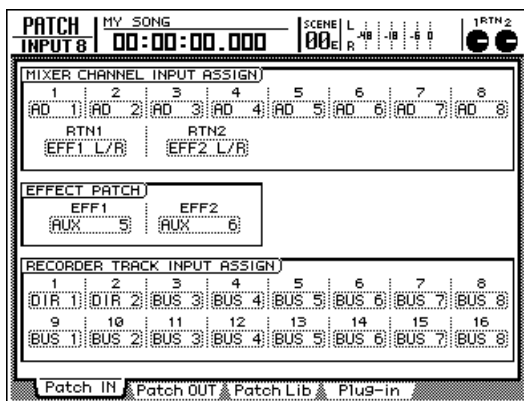 PATCH MY SONG SCENE L -48 -18 -6 0 1RTN2
INPUT 8 00:00:00.000 00E R
MIXER CHANNEL INPUT ASSIGN
1 2 3 4 5 6 7 8
AD 1 AD 2 AD 3 AD 4 AD 5 AD 6 AD 7 AD 8
RTN1 RTN2
EFF1 L/R EFF2 L/R
EFFECT PATCH
EFF1 EFF2
AUX 5 AUX 6
RECORDER TRACK INPUT ASSIGN
1 2 3 4 5 6 7 8
DIR 1 DIR 2 BUS 3 BUS 4 BUS 5 BUS 6 BUS 7 BUS 8
9 10 11 12 13 14 15 16
BUS 1 BUS 2 BUS 3 BUS 4 BUS 5 BUS 6 BUS 7 BUS 8
Patch IN Patch OUT Patch Lib Plug-in